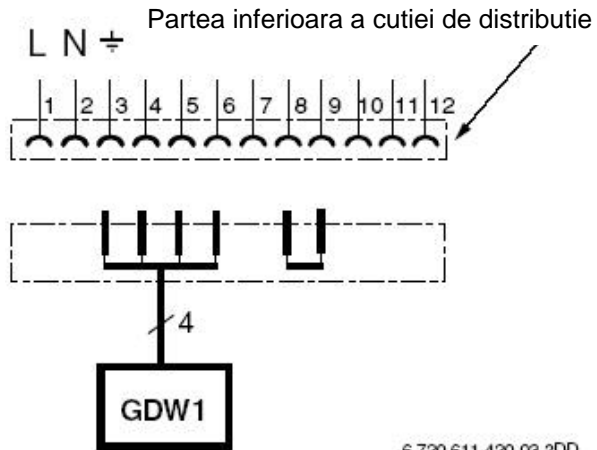 Partea inferioara a cutiei de distributie
L N ⏚
1 2 3 4 5 6 7 8 9 10 11 12
4
GDW1